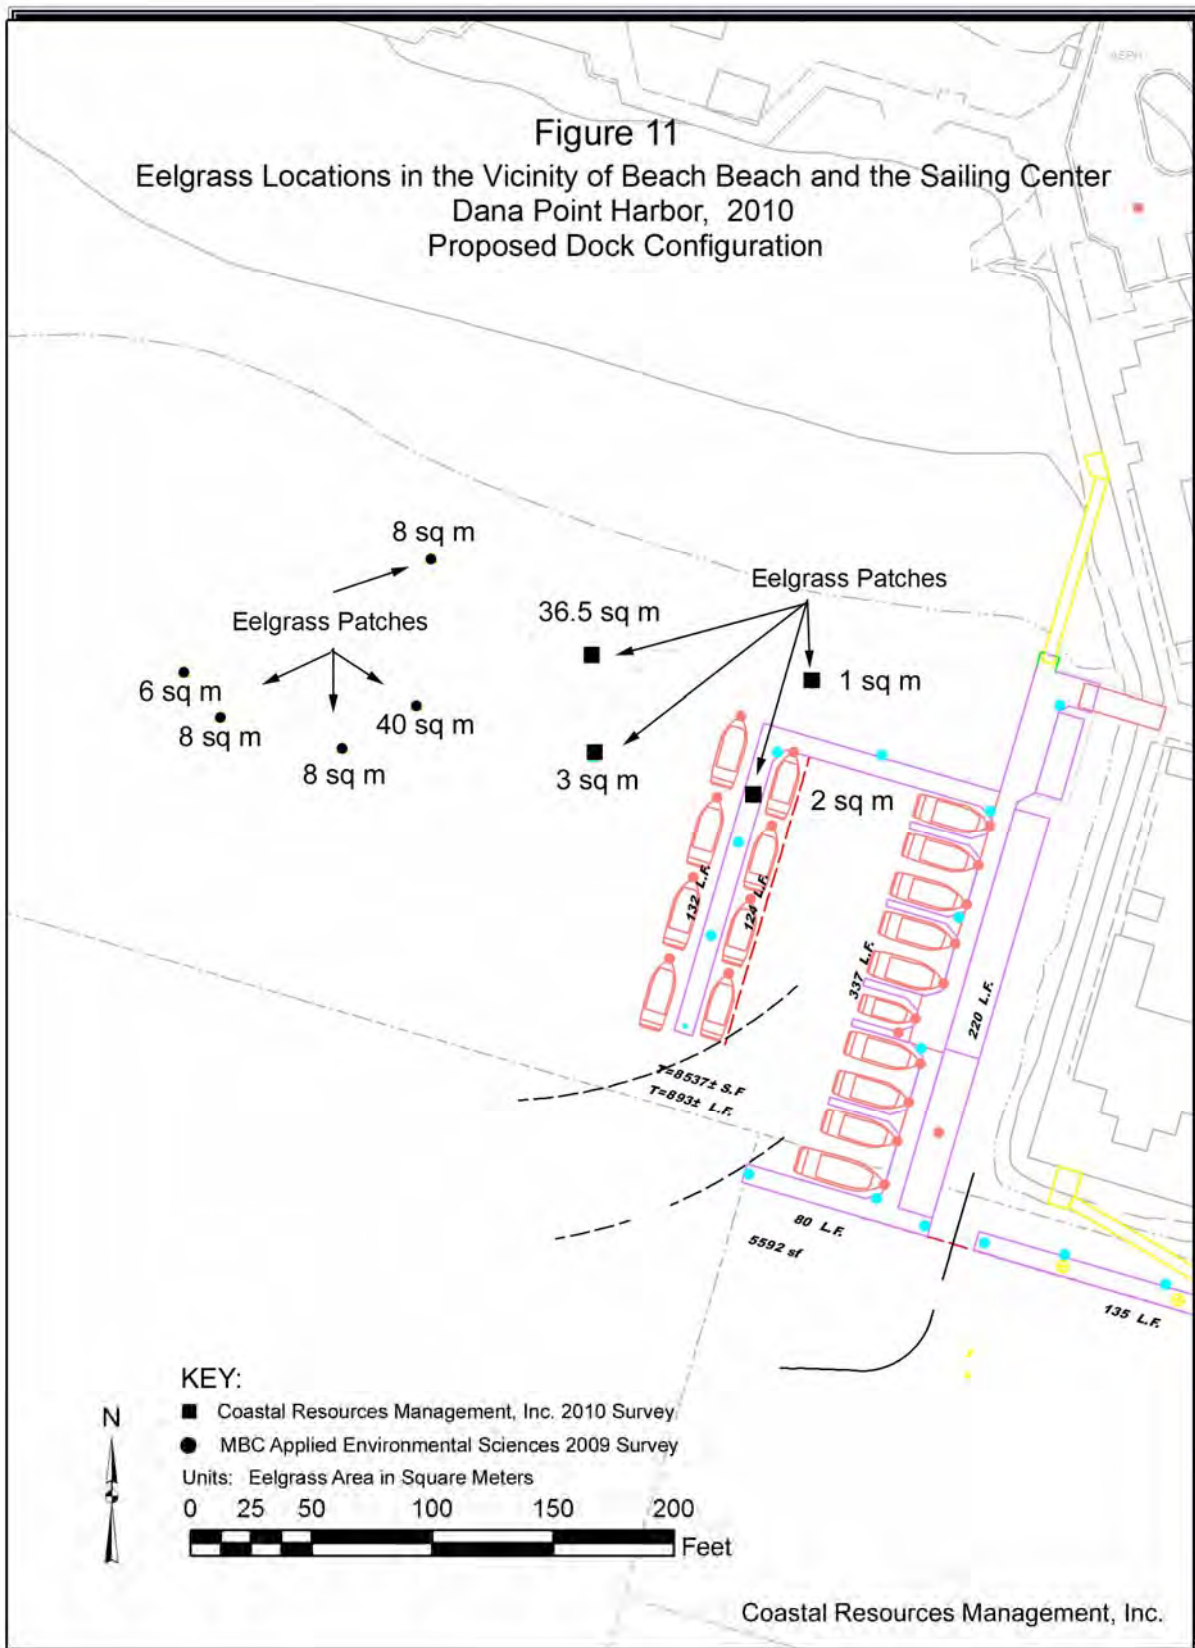 AEPH
Figure 11
Eelgrass Locations in the Vicinity of Beach Beach and the Sailing Center
Dana Point Harbor, 2010
Proposed Dock Configuration
8 sq m
Eelgrass Patches
Eelgrass Patches
36.5 sq m
6 sq m
8 sq m
8 sq m
40 sq m
1 sq m
3 sq m
2 sq m
132 L.F.
124 L.F.
337 L.F.
220 L.F.
T=8537± S.F
T=893± L.F.
80 L.F.
5592 sf
135 L.F.
KEY:
Coastal Resources Management, Inc. 2010 Survey
MBC Applied Environmental Sciences 2009 Survey
Units: Eelgrass Area in Square Meters
N
0 25 50 100 150 200
Feet
Coastal Resources Management, Inc.